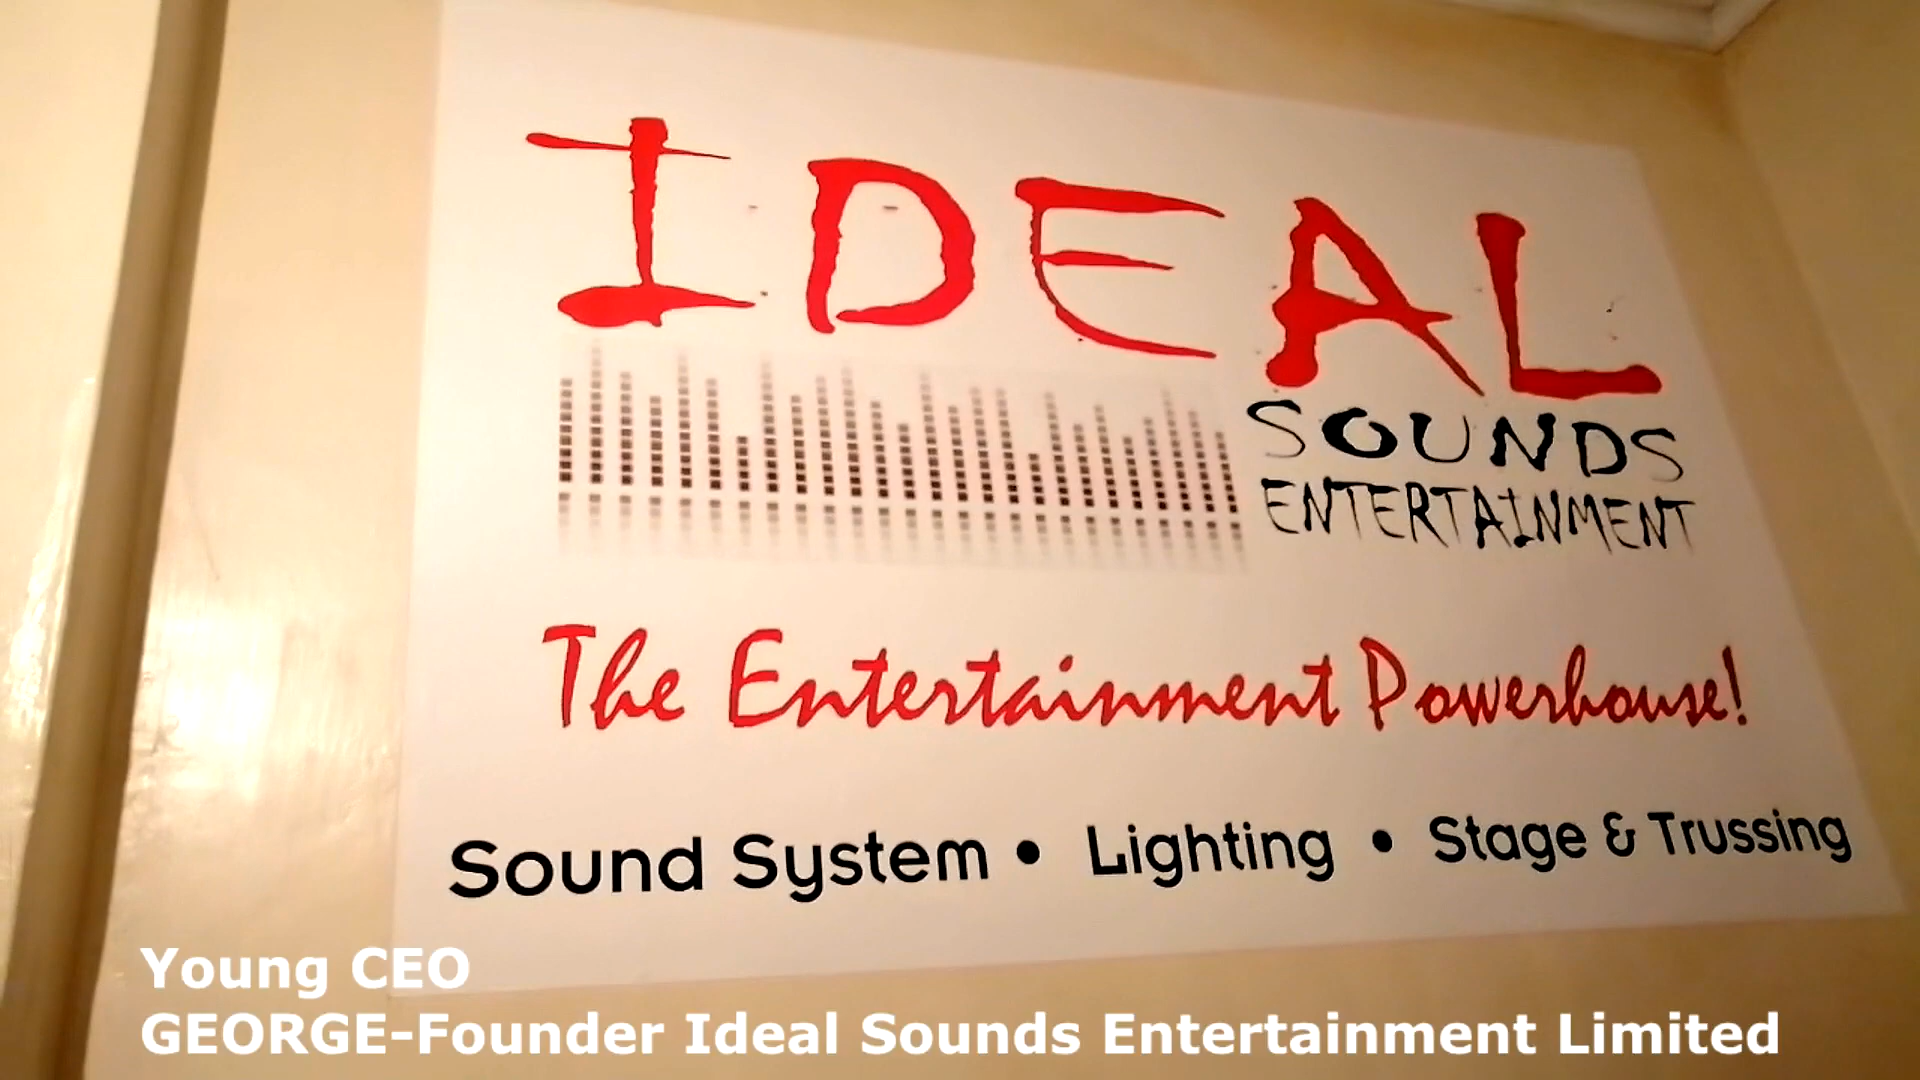 IDEAL
SOUNDS
ENTERTAINMENT
The Entertainment Powerhouse!
Sound System • Lighting • Stage & Trussing
Young CEO
GEORGE-Founder Ideal Sounds Entertainment Limited